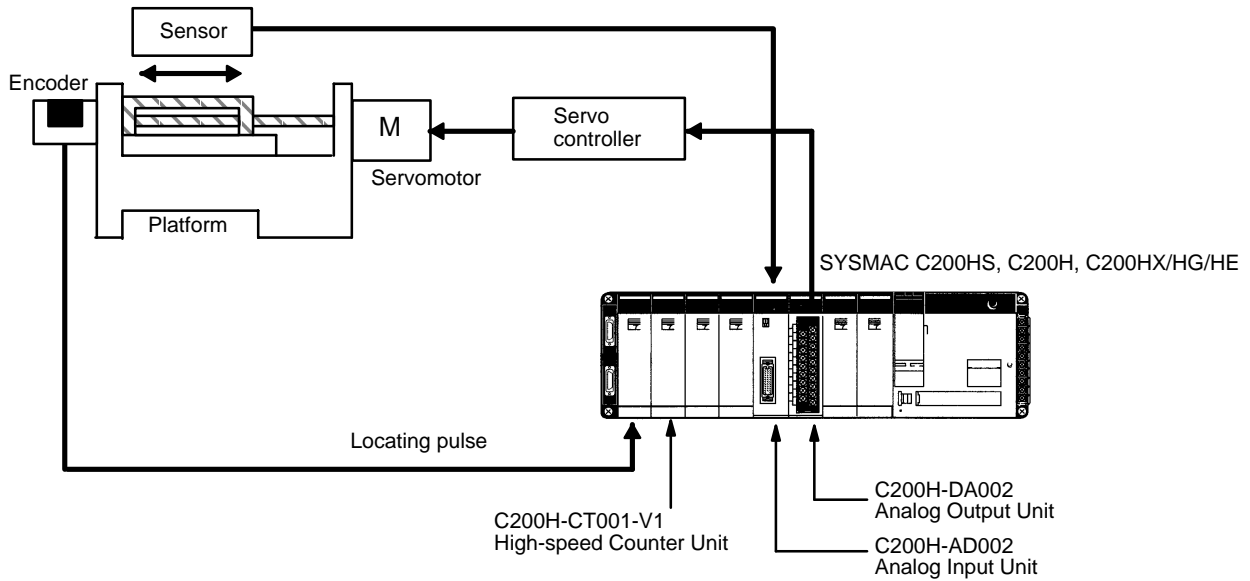 Sensor
Encoder
M
Servo
controller
Servomotor
Platform
SYSMAC C200HS, C200H, C200HX/HG/HE
Locating pulse
C200H-CT001-V1
High-speed Counter Unit
C200H-DA002
Analog Output Unit
C200H-AD002
Analog Input Unit